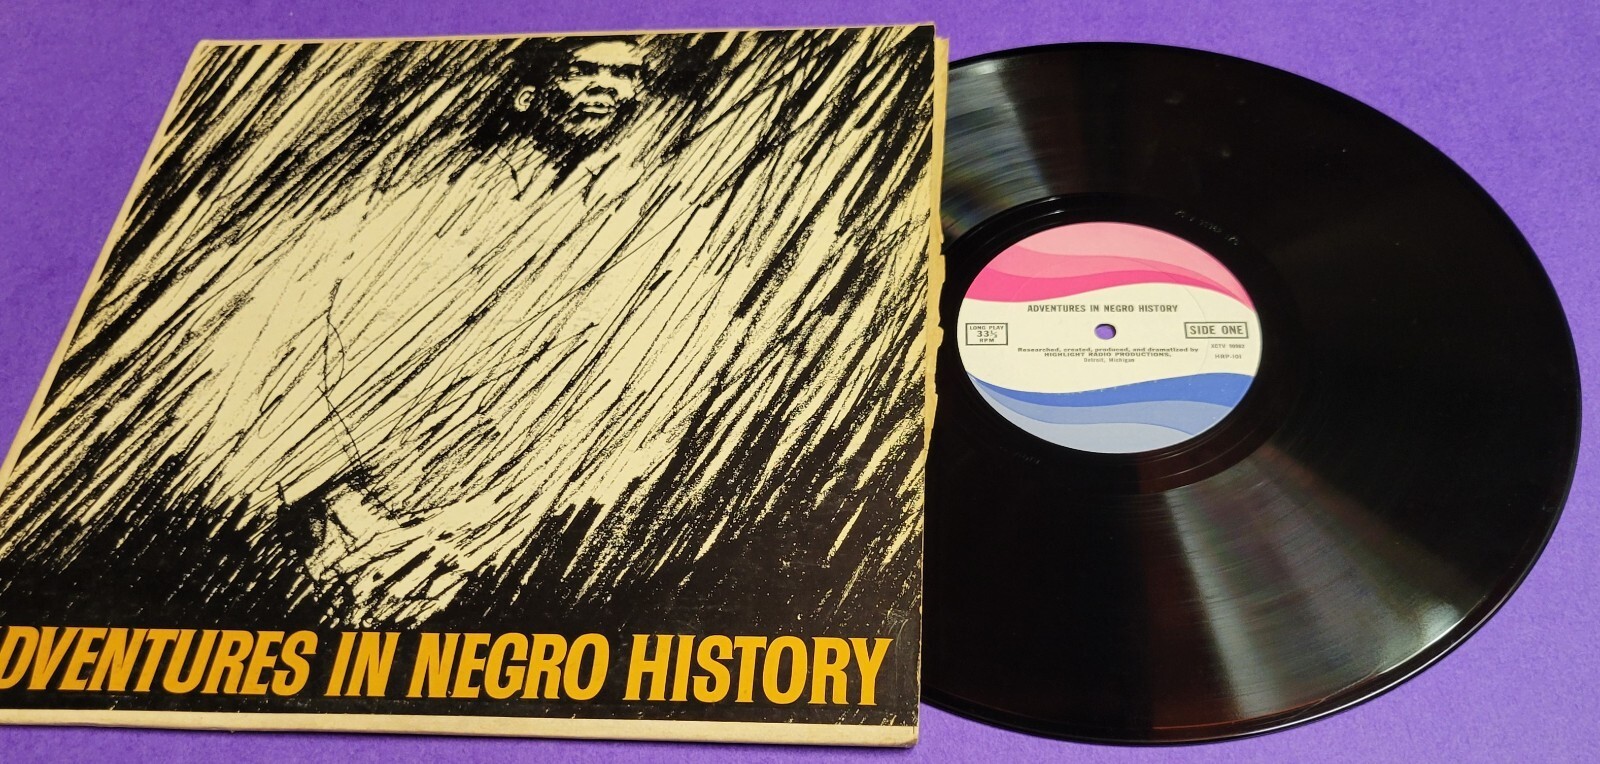 DVENTURES IN NEGRO HISTORY
ADVENTURES IN NEGRO HISTORY
LONG PLAY
33⅓
RPM
SIDE ONE
Researched, created, produced, and dramatized by
HIGHLIGHT RADIO PRODUCTIONS,
Detroit, Michigan
HRP-101